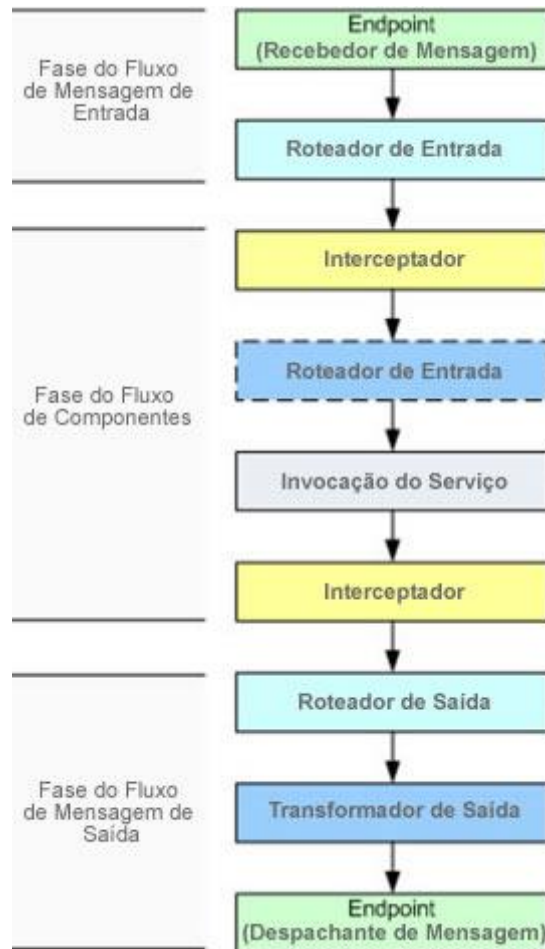 Endpoint
(Recebedor de Mensagem)
Fase do Fluxo
de Mensagem de
Entrada
Roteador de Entrada
Interceptador
Roteador de Entrada
Fase do Fluxo
de Componentes
Invocação do Serviço
Interceptador
Roteador de Saída
Fase do Fluxo
de Mensagem de
Saída
Transformador de Saída
Endpoint
(Despachante de Mensagem)